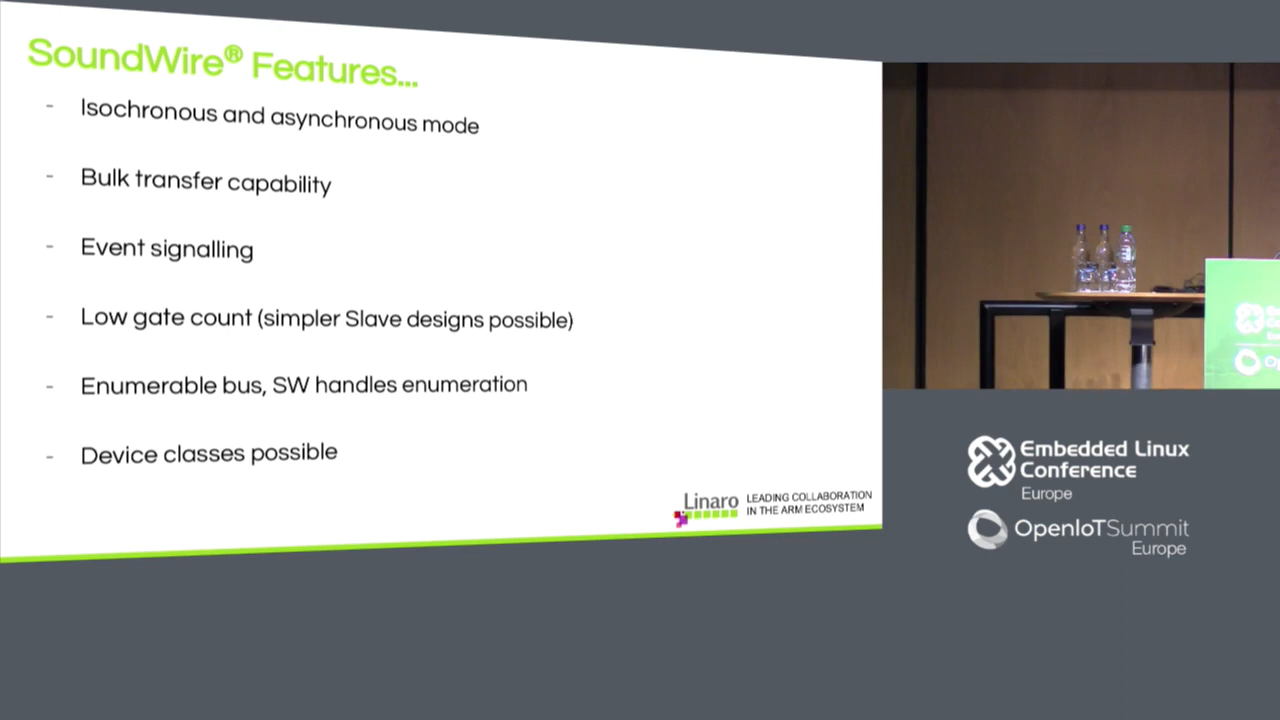 SoundWire® Features...
- Isochronous and asynchronous mode
- Bulk transfer capability
- Event signalling
- Low gate count (simpler Slave designs possible)
- Enumerable bus, SW handles enumeration
- Device classes possible
Linaro
LEADING COLLABORATION
IN THE ARM ECOSYSTEM
Embedded Linux
Conference
Europe
OpenIoTSummit
Europe